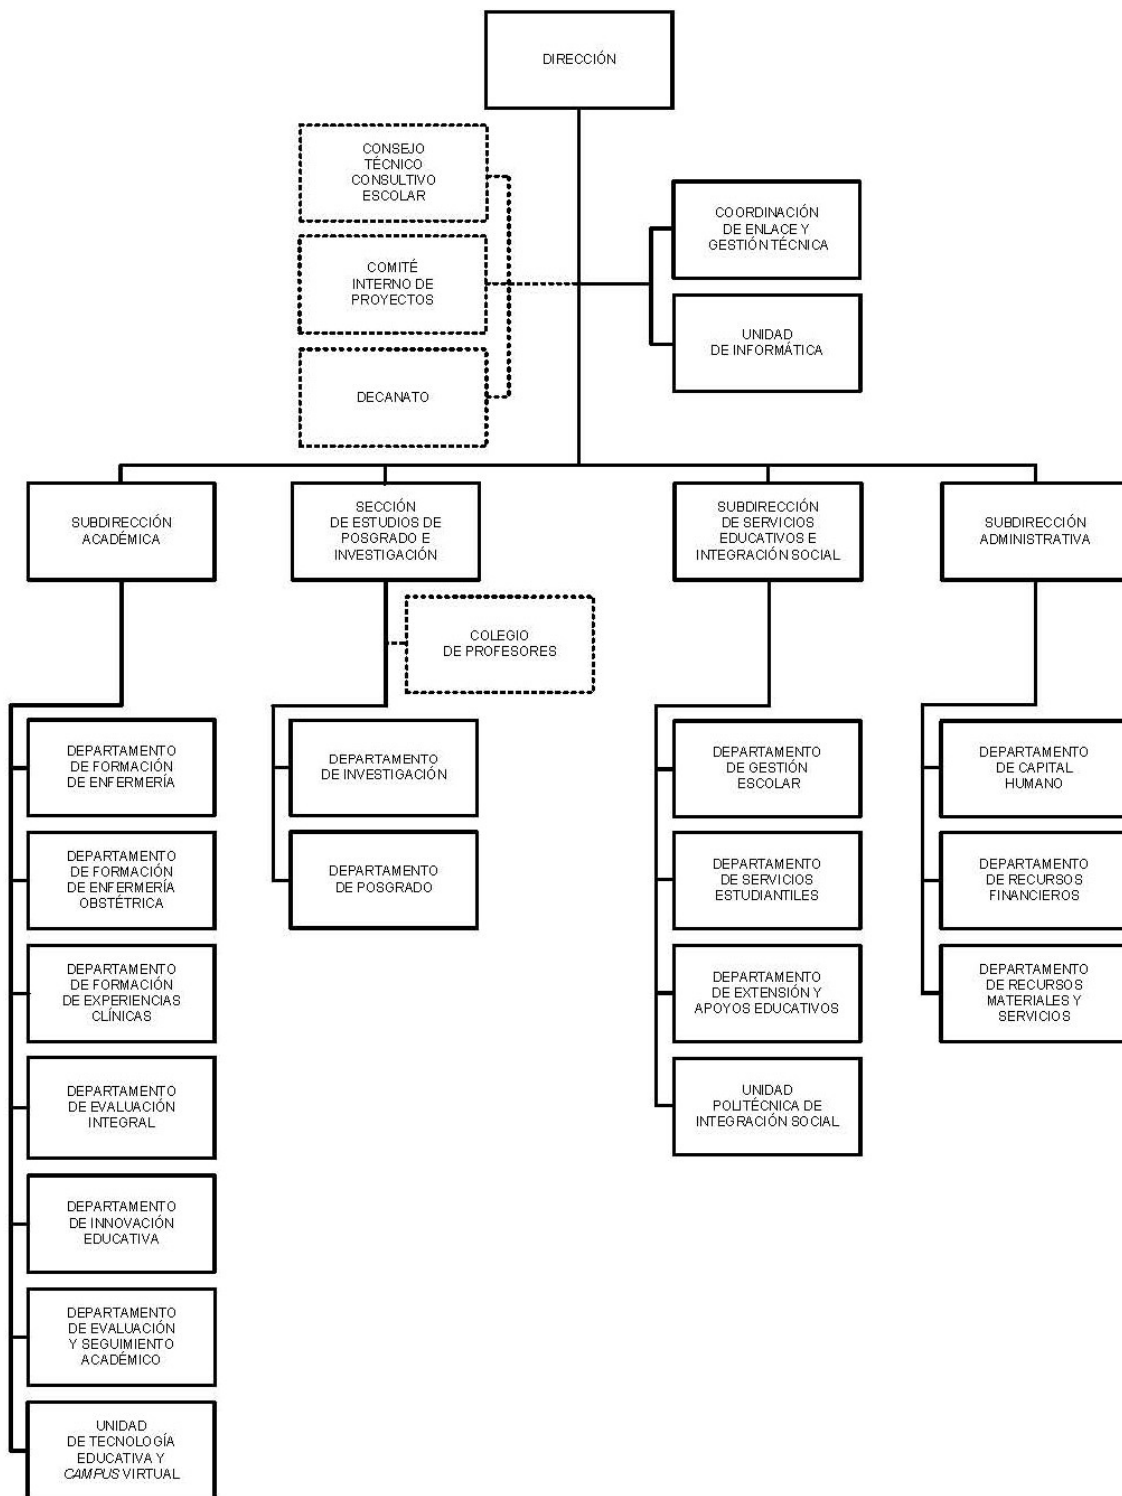 DIRECCIÓN
CONSEJO
TÉCNICO
CONSULTIVO
ESCOLAR
COORDINACIÓN
DE ENLACE Y
GESTIÓN TÉCNICA
COMITÉ
INTERNO DE
PROYECTOS
UNIDAD
DE INFORMÁTICA
DECANATO
SUBDIRECCIÓN
ACADÉMICA
SECCIÓN
DE ESTUDIOS DE
POSGRADO E
INVESTIGACIÓN
SUBDIRECCIÓN
DE SERVICIOS
EDUCATIVOS E
INTEGRACIÓN SOCIAL
SUBDIRECCIÓN
ADMINISTRATIVA
COLEGIO
DE PROFESORES
DEPARTAMENTO
DE FORMACIÓN
DE ENFERMERÍA
DEPARTAMENTO
DE FORMACIÓN
DE ENFERMERÍA
OBSTÉTRICA
DEPARTAMENTO
DE FORMACIÓN
DE EXPERIENCIAS
CLÍNICAS
DEPARTAMENTO
DE EVALUACIÓN
INTEGRAL
DEPARTAMENTO
DE INNOVACIÓN
EDUCATIVA
DEPARTAMENTO
DE EVALUACIÓN
Y SEGUIMIENTO
ACADÉMICO
UNIDAD
DE TECNOLOGÍA
EDUCATIVA Y
CAMPUS VIRTUAL
DEPARTAMENTO
DE INVESTIGACIÓN
DEPARTAMENTO
DE POSGRADO
DEPARTAMENTO
DE GESTIÓN
ESCOLAR
DEPARTAMENTO
DE SERVICIOS
ESTUDIANTILES
DEPARTAMENTO
DE EXTENSIÓN Y
APOYOS EDUCATIVOS
UNIDAD
POLITÉCNICA DE
INTEGRACIÓN SOCIAL
DEPARTAMENTO
DE CAPITAL
HUMANO
DEPARTAMENTO
DE RECURSOS
FINANCIEROS
DEPARTAMENTO
DE RECURSOS
MATERIALES Y
SERVICIOS